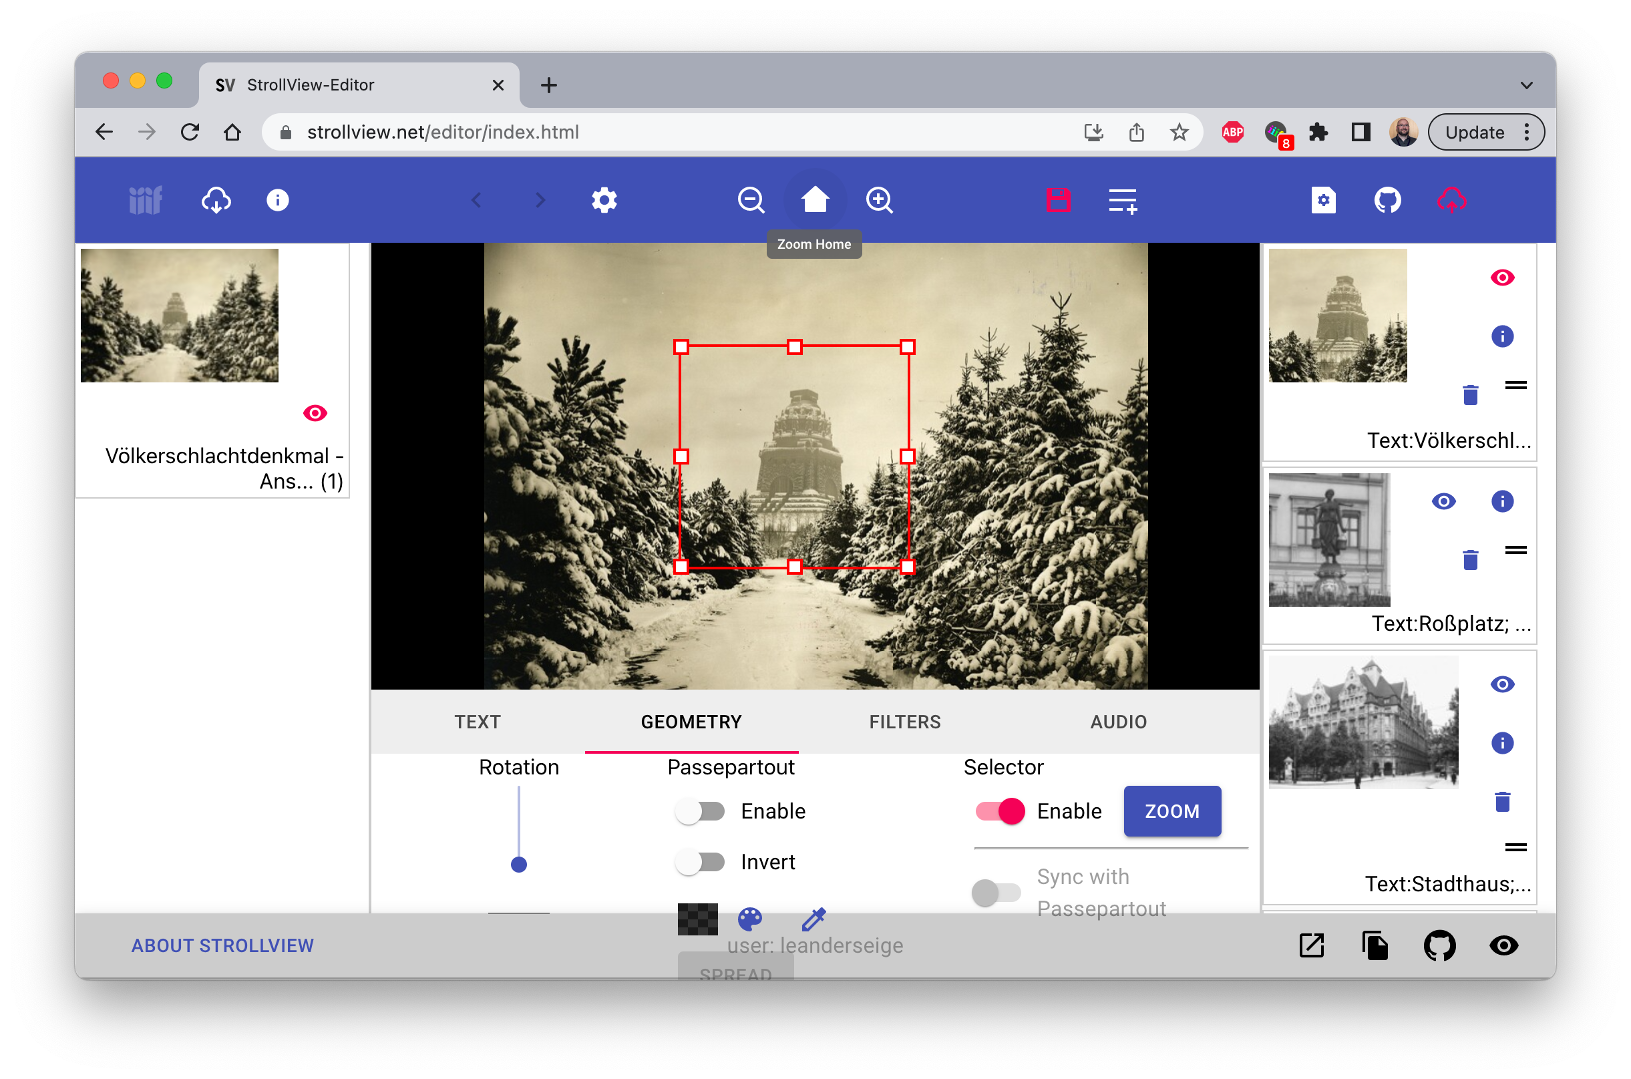 SV StrollView-Editor
strollview.net/editor/index.html
ABP
8
Update
iiif
Zoom Home
Völkerschlachtdenkmal -
Ans... (1)
Text:Völkerschl...
Text:Roßplatz; ...
Text:Stadthaus;...
TEXT
GEOMETRY
FILTERS
AUDIO
Rotation
Passepartout
Selector
Enable
Invert
Enable
ZOOM
Sync with
Passepartout
SPREAD
ABOUT STROLLVIEW
user: leanderseige